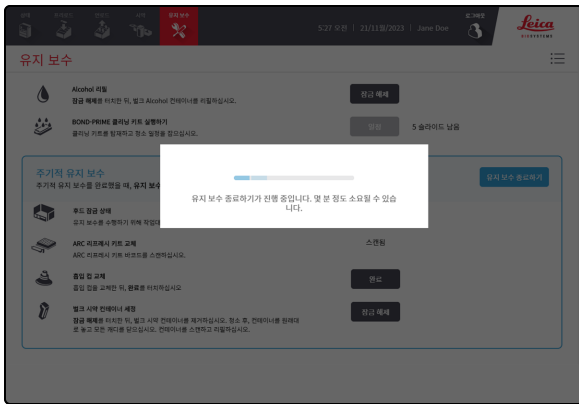 유지 보수
로그아웃
5:27 오전 | 21/11월/2023 | Jane Doe
Leica
BIOSYSTEMS
유지 보수
Alcohol 리필
잠금 해제를 터치한 뒤, 벌크 Alcohol 컨테이너를 리필하십시오.
잠금 해제
BOND-PRIME 클리닝 키트 실행하기
클리닝 키트를 탑재하고 청소 일정을 잡으십시오.
5 슬라이드 남음
주기적 유지 보수
주기적 유지 보수를 완료했을 때, 유지 보수
유지 보수 종료하기
유지 보수 종료하기가 진행 중입니다. 몇 분 정도 소요될 수 있습
니다.
후드 잠금 상태
유지 보수를 수행하기 위해 작업대
ARC 리프레시 키트 교체
ARC 리프레시 키트 바코드를 스캔하십시오.
스캔됨
흡입 컵 교체
흡입 컵을 교체한 뒤, 완료를 터치하십시오
완료
벌크 시약 컨테이너 세정
잠금 해제를 터치한 뒤, 벌크 시약 컨테이너를 제거하십시오. 청소 후, 컨테이너를 원래대
로 놓고 모든 캐디를 닫으십시오. 컨테이너를 스캔하고 리필하십시오.
잠금 해제